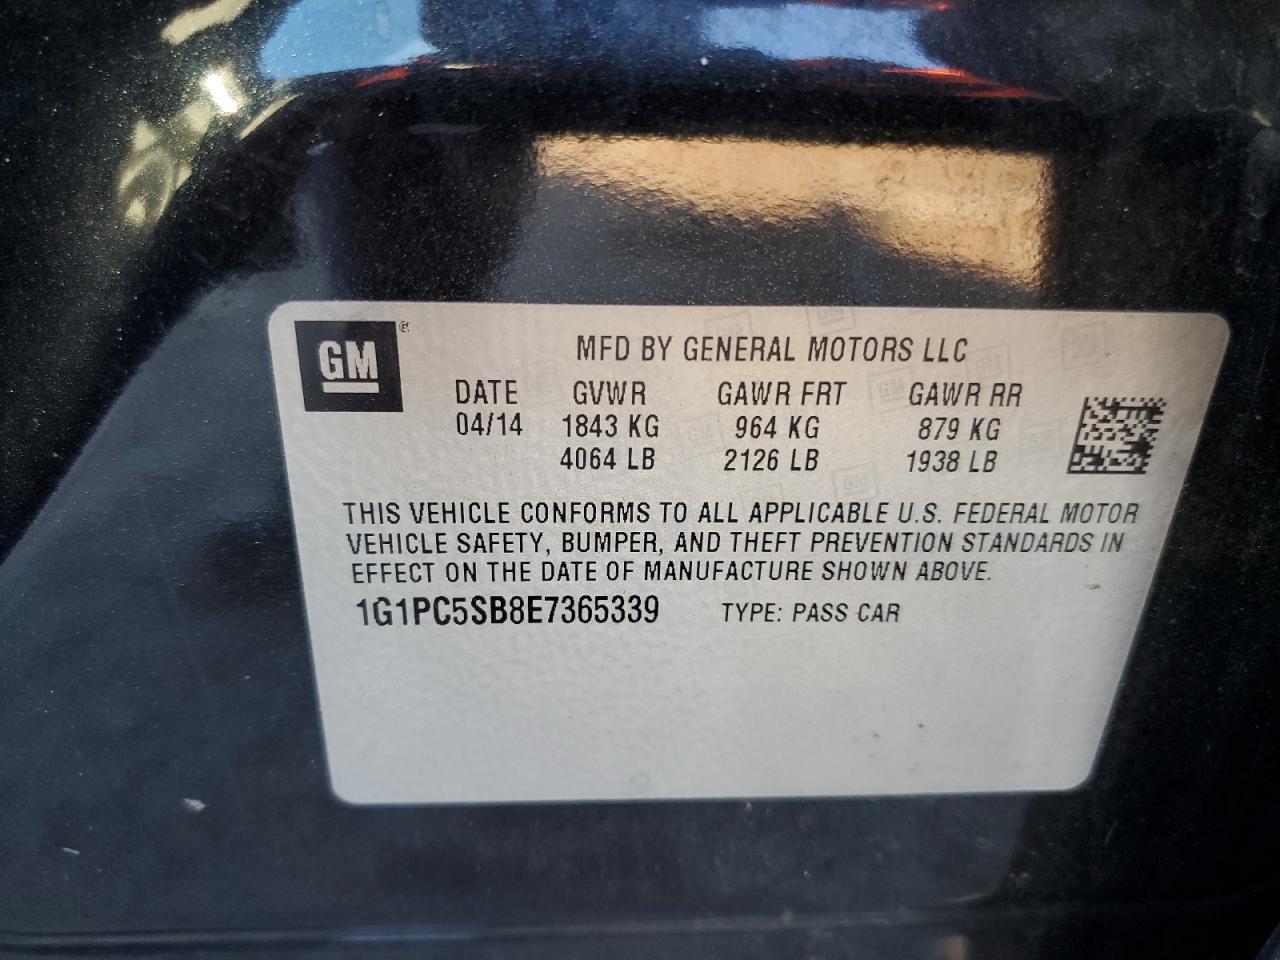 GM
MFD BY GENERAL MOTORS LLC
DATE GVWR GAWR FRT GAWR RR
04/14 1843 KG 964 KG 879 KG
4064 LB 2126 LB 1938 LB
THIS VEHICLE CONFORMS TO ALL APPLICABLE U.S. FEDERAL MOTOR
VEHICLE SAFETY, BUMPER, AND THEFT PREVENTION STANDARDS IN
EFFECT ON THE DATE OF MANUFACTURE SHOWN ABOVE.
1G1PC5SB8E7365339 TYPE: PASS CAR